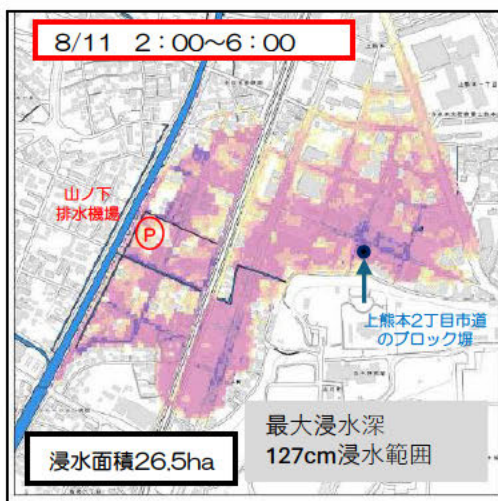 8/11 2:00~6:00
山ノ下
排水機場
P
上熊本2丁目市道
のブロック塀
最大浸水深
127cm浸水範囲
浸水面積26.5ha